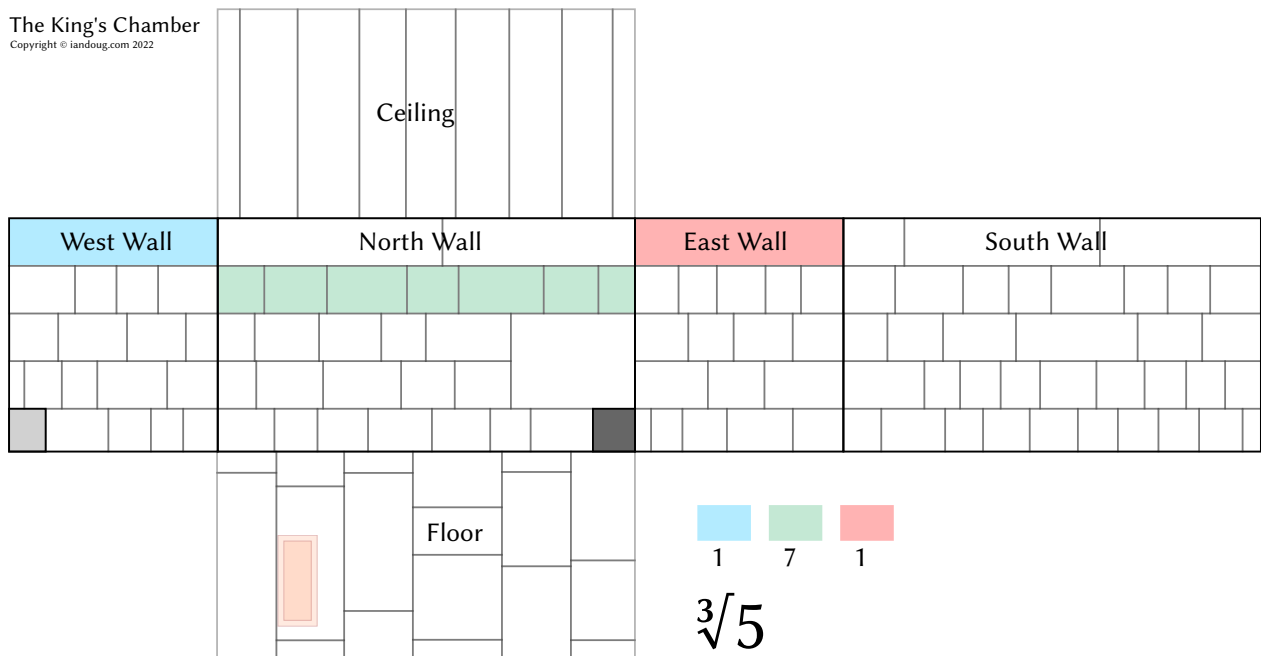 The King's Chamber
Copyright © iandoug.com 2022
Ceiling
West Wall
North Wall
East Wall
South Wall
Floor
1 7 1
∛5